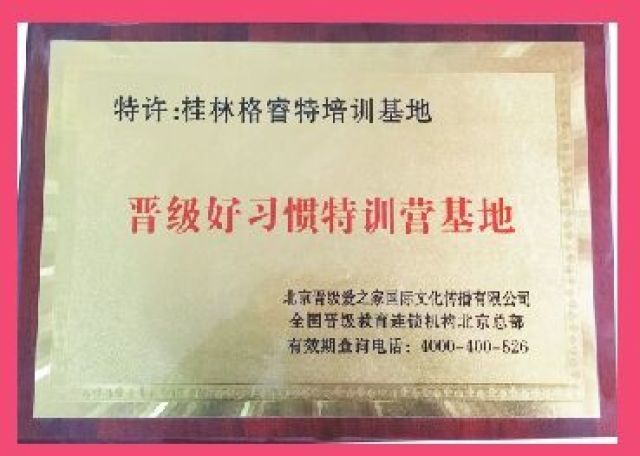 特许:桂林格睿特培训基地
晋级好习惯特训营基地
北京晋级爱之家国际文化传播有限公司
全国晋级教育连锁机构北京总部
有效期查询电话：4000-400-526